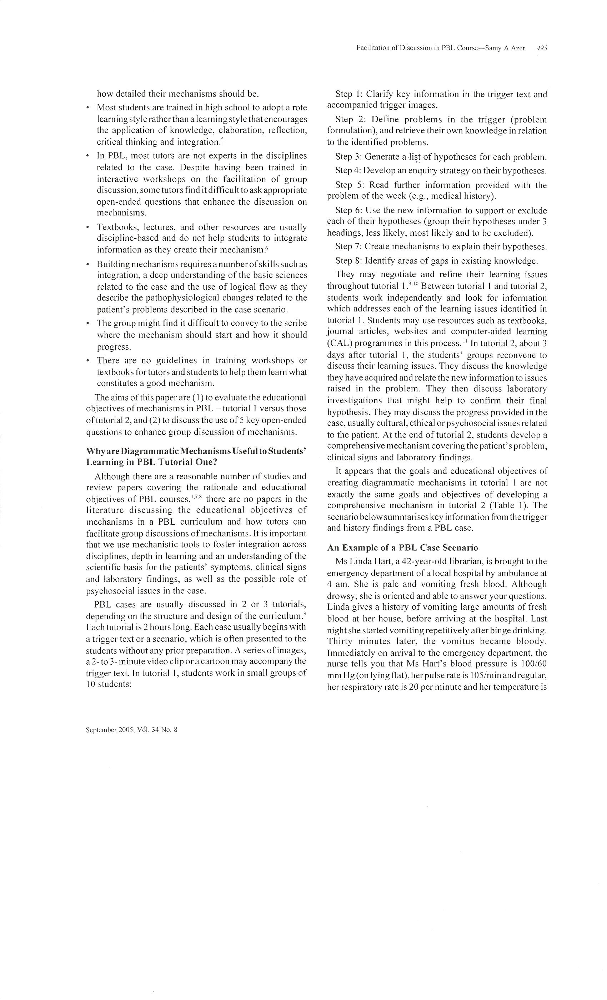 Facilitation of Discussion in PBL Course—Samy A Azer 493
how detailed their mechanisms should be.
• Most students are trained in high school to adopt a rote
learning style rather than a learning style that encourages
the application of knowledge, elaboration, reflection,
critical thinking and integration.5
• In PBL, most tutors are not experts in the disciplines
related to the case. Despite having been trained in
interactive workshops on the facilitation of group
discussion, some tutors find it difficult to ask appropriate
open-ended questions that enhance the discussion on
mechanisms.
• Textbooks, lectures, and other resources are usually
discipline-based and do not help students to integrate
information as they create their mechanism.6
• Building mechanisms requires a number of skills such as
integration, a deep understanding of the basic sciences
related to the case and the use of logical flow as they
describe the pathophysiological changes related to the
patient's problems described in the case scenario.
• The group might find it difficult to convey to the scribe
where the mechanism should start and how it should
progress.
• There are no guidelines in training workshops or
textbooks for tutors and students to help them learn what
constitutes a good mechanism.
The aims of this paper are (1) to evaluate the educational
objectives of mechanisms in PBL – tutorial 1 versus those
of tutorial 2, and (2) to discuss the use of 5 key open-ended
questions to enhance group discussion of mechanisms.
Why are Diagrammatic Mechanisms Useful to Students'
Learning in PBL Tutorial One?
Although there are a reasonable number of studies and
review papers covering the rationale and educational
objectives of PBL courses,1,7,8 there are no papers in the
literature discussing the educational objectives of
mechanisms in a PBL curriculum and how tutors can
facilitate group discussions of mechanisms. It is important
that we use mechanistic tools to foster integration across
disciplines, depth in learning and an understanding of the
scientific basis for the patients' symptoms, clinical signs
and laboratory findings, as well as the possible role of
psychosocial issues in the case.
PBL cases are usually discussed in 2 or 3 tutorials,
depending on the structure and design of the curriculum.9
Each tutorial is 2 hours long. Each case usually begins with
a trigger text or a scenario, which is often presented to the
students without any prior preparation. A series of images,
a 2- to 3- minute video clip or a cartoon may accompany the
trigger text. In tutorial 1, students work in small groups of
10 students:
Step 1: Clarify key information in the trigger text and
accompanied trigger images.
Step 2: Define problems in the trigger (problem
formulation), and retrieve their own knowledge in relation
to the identified problems.
Step 3: Generate a list of hypotheses for each problem.
Step 4: Develop an enquiry strategy on their hypotheses.
Step 5: Read further information provided with the
problem of the week (e.g., medical history).
Step 6: Use the new information to support or exclude
each of their hypotheses (group their hypotheses under 3
headings, less likely, most likely and to be excluded).
Step 7: Create mechanisms to explain their hypotheses.
Step 8: Identify areas of gaps in existing knowledge.
They may negotiate and refine their learning issues
throughout tutorial 1.9,10 Between tutorial 1 and tutorial 2,
students work independently and look for information
which addresses each of the learning issues identified in
tutorial 1. Students may use resources such as textbooks,
journal articles, websites and computer-aided learning
(CAL) programmes in this process.11 In tutorial 2, about 3
days after tutorial 1, the students' groups reconvene to
discuss their learning issues. They discuss the knowledge
they have acquired and relate the new information to issues
raised in the problem. They then discuss laboratory
investigations that might help to confirm their final
hypothesis. They may discuss the progress provided in the
case, usually cultural, ethical or psychosocial issues related
to the patient. At the end of tutorial 2, students develop a
comprehensive mechanism covering the patient's problem,
clinical signs and laboratory findings.
It appears that the goals and educational objectives of
creating diagrammatic mechanisms in tutorial 1 are not
exactly the same goals and objectives of developing a
comprehensive mechanism in tutorial 2 (Table 1). The
scenario below summarises key information from the trigger
and history findings from a PBL case.
An Example of a PBL Case Scenario
Ms Linda Hart, a 42-year-old librarian, is brought to the
emergency department of a local hospital by ambulance at
4 am. She is pale and vomiting fresh blood. Although
drowsy, she is oriented and able to answer your questions.
Linda gives a history of vomiting large amounts of fresh
blood at her house, before arriving at the hospital. Last
night she started vomiting repetitively after binge drinking.
Thirty minutes later, the vomitus became bloody.
Immediately on arrival to the emergency department, the
nurse tells you that Ms Hart's blood pressure is 100/60
mm Hg (on lying flat), her pulse rate is 105/min and regular,
her respiratory rate is 20 per minute and her temperature is
September 2005, Vol. 34 No. 8